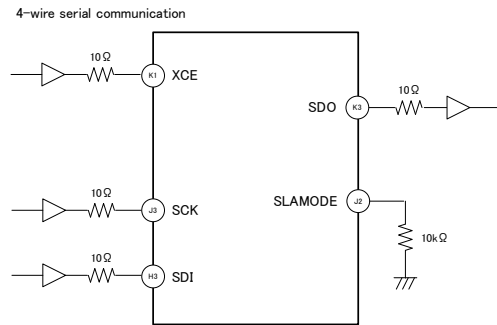 4-wire serial communication
10Ω
K1 XCE
10Ω
SDO K3
10Ω
J3 SCK
SLAMODE J2
10kΩ
10Ω
H3 SDI